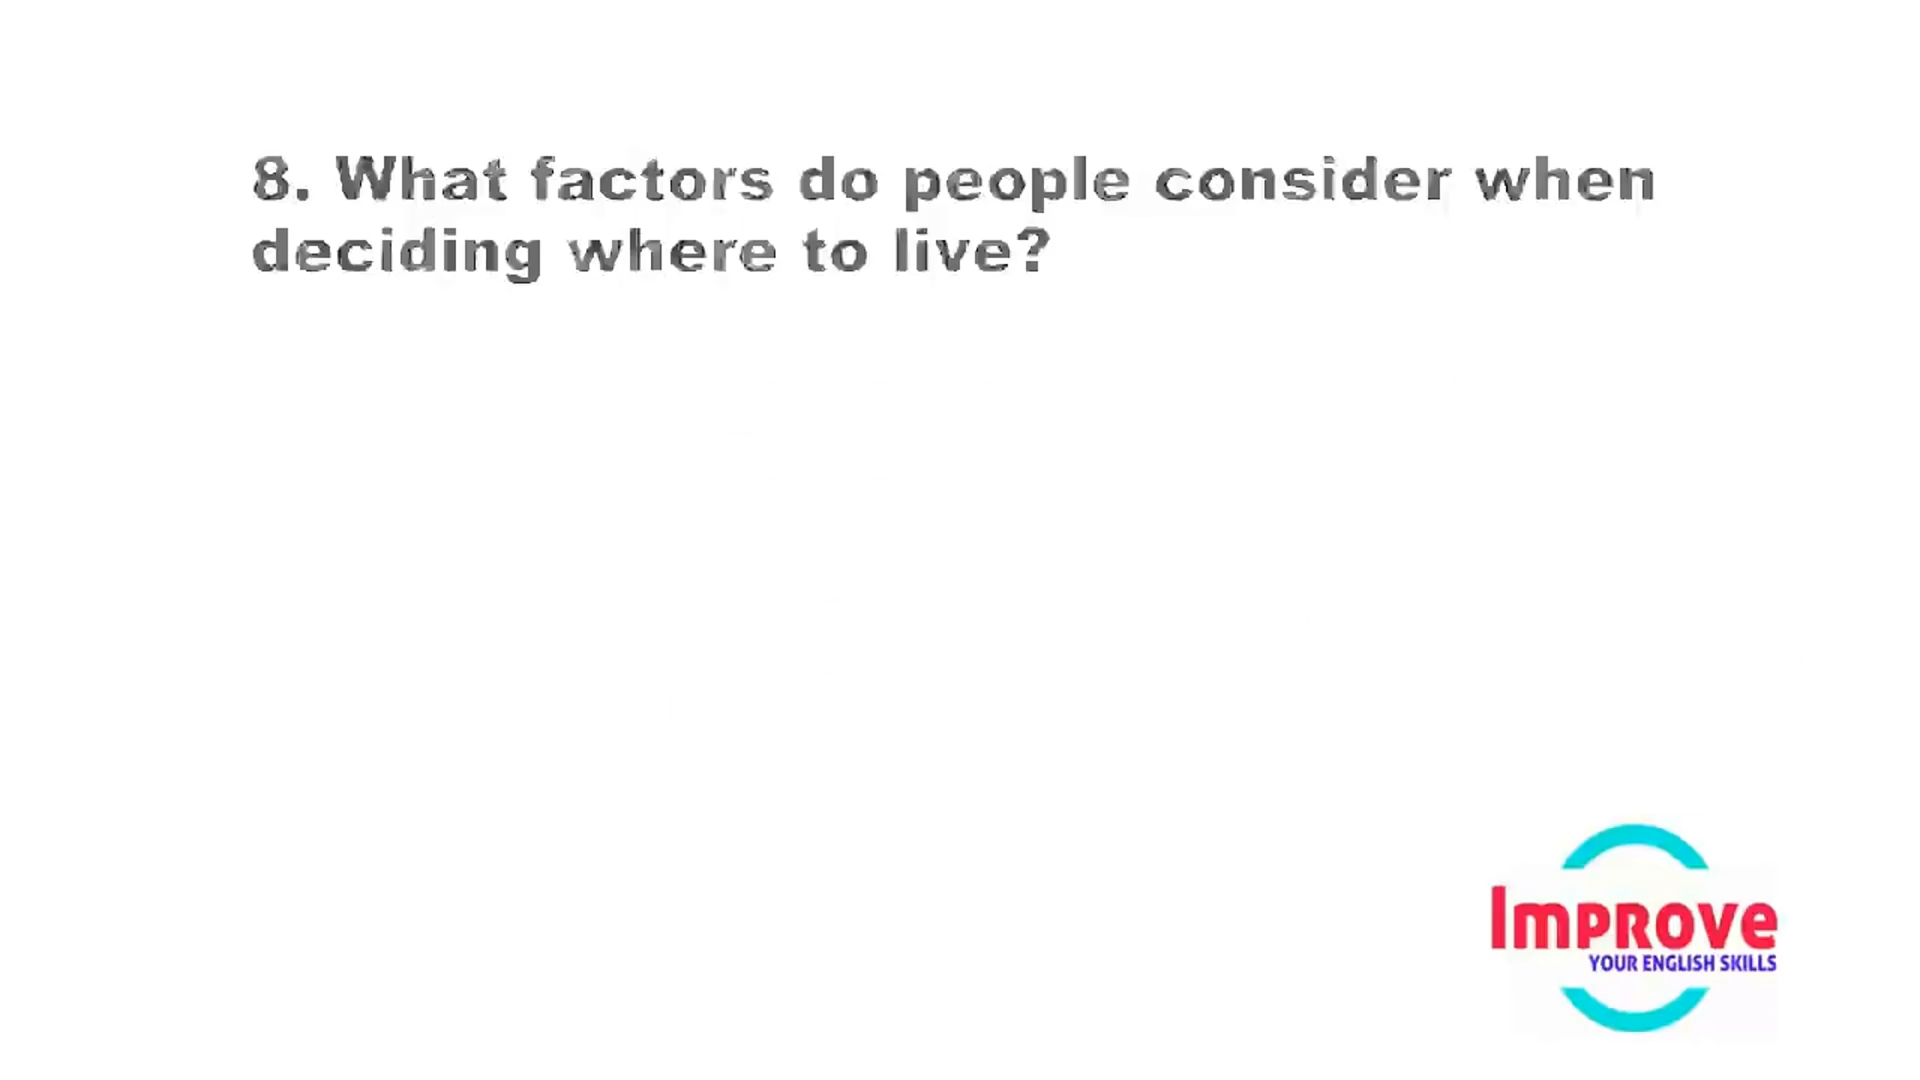 8. What factors do people consider when
deciding where to live?
Improve
YOUR ENGLISH SKILLS